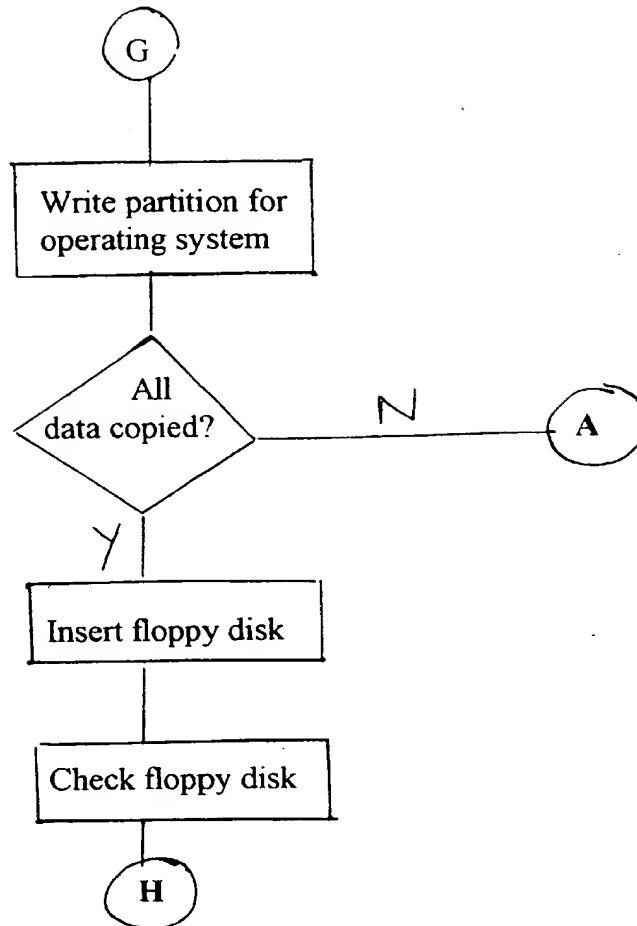 G
Write partition for
operating system
All
data copied?
N
A
Y
Insert floppy disk
Check floppy disk
H